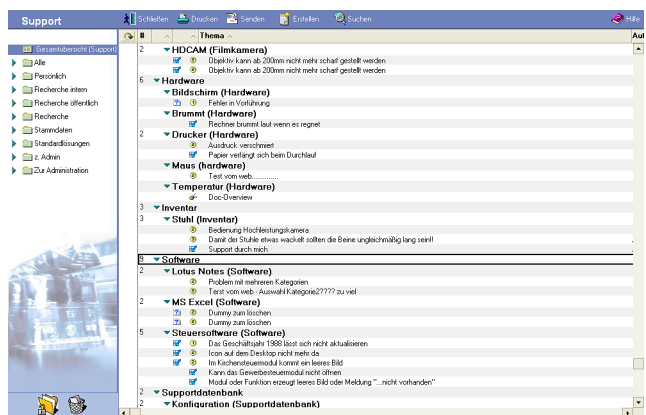 Support
Schließen Drucken Senden Erstellen Suchen Hilfe
# Thema Aut
Gesamtübersicht (Support)
Alle
Persönlich
Recherche intern
Recherche öffentlich
Recherche
Stammdaten
Standardlösungen
z. Admin
Zur Administration
2 HDCAM (Filmkamera)
Objektiv kann ab 200mm nicht mehr scharf gestellt werden
Objektiv kann ab 200mm nicht mehr scharf gestellt werden
6 Hardware
Bildschirm (Hardware)
Fehler in Vorführung
Brummt (Hardware)
Rechner brummt laut wenn es regnet
2 Drucker (Hardware)
Ausdruck verschmiert
Papier verfängt sich beim Durchlauf
Maus (hardware)
Test vom web..............
Temperatur (Hardware)
Doc-Overview
3 Inventar
3 Stuhl (Inventar)
Bedienung Hochleistungskamera
Damit der Stuhle etwas wackelt sollten die Beine ungleichmäßig lang sein!!
Support durch mich
9 Software
2 Lotus Notes (Software)
Problem mit mehreren Kategorien
Terst vom web - Auswahl Kategorie2???? zu viel
2 MS Excel (Software)
Dummy zum löschen
Dummy zum löschen
5 Steuersoftware (Software)
Das Geschäftsjahr 1988 lässt sich nicht aktualisieren
Icon auf dem Desktop nicht mehr da
Im Kirchensteuermodul kommt ein leeres Bild
Kann das Gewerbesteuermodul nicht öffnen
Modul oder Funktion erzeugt leeres Bild oder Meldung "...nicht vorhanden"
2 Supportdatenbank
2 Konfiguration (Supportdatenbank)